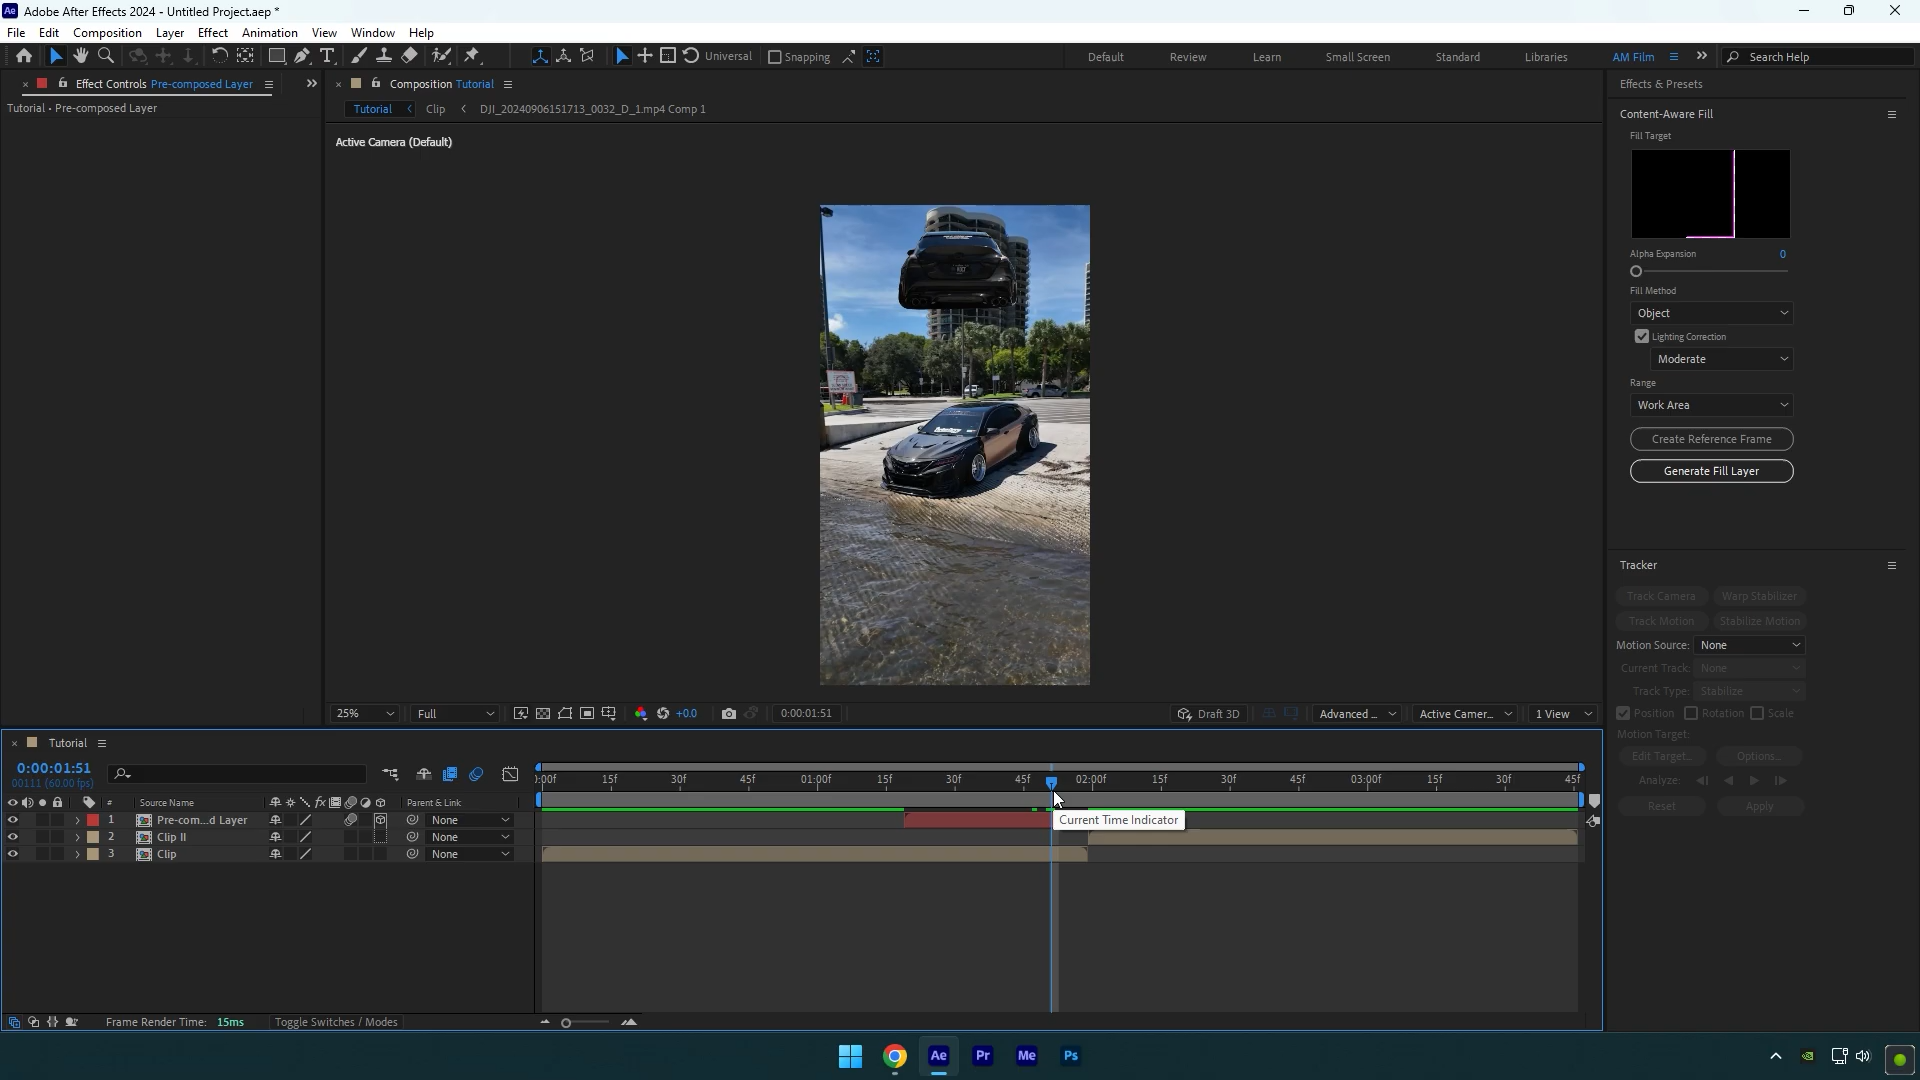 Adobe After Effects 2024 - Untitled Project.aep *
File Edit Composition Layer Effect Animation View Window Help
Universal Snapping Default Review Learn Small Screen Standard Libraries AM Film Search Help
Effect Controls Pre-composed Layer
Composition Tutorial
Effects & Presets
Tutorial • Pre-composed Layer
Tutorial Clip DJI_20240906151713_0032_D_1.mp4 Comp 1
Active Camera (Default)
Content-Aware Fill
Fill Target
Alpha Expansion 0
Fill Method
Object
Lighting Correction
Moderate
Range
Work Area
Create Reference Frame
Generate Fill Layer
Tracker
Track Camera Warp Stabilizer
Track Motion Stabilize Motion
Motion Source: None
Current Track: None
Track Type: Stabilize
Position Rotation Scale
Motion Target:
Edit Target... Options...
Analyze:
Reset Apply
25% Full +0.0 0:00:01:51 Draft 3D Advanced ... Active Camer... 1 View
Tutorial
0:00:01:51
00111 (60.00 fps)
):00f 15f 30f 45f 01:00f 15f 30f 45f 02:00f 15f 30f 45f 03:00f 15f 30f 45f
# Source Name fx Parent & Link
1 Pre-com...d Layer None
2 Clip II None
3 Clip None
Current Time Indicator
Frame Render Time: 15ms Toggle Switches / Modes
Ae Pr Me Ps